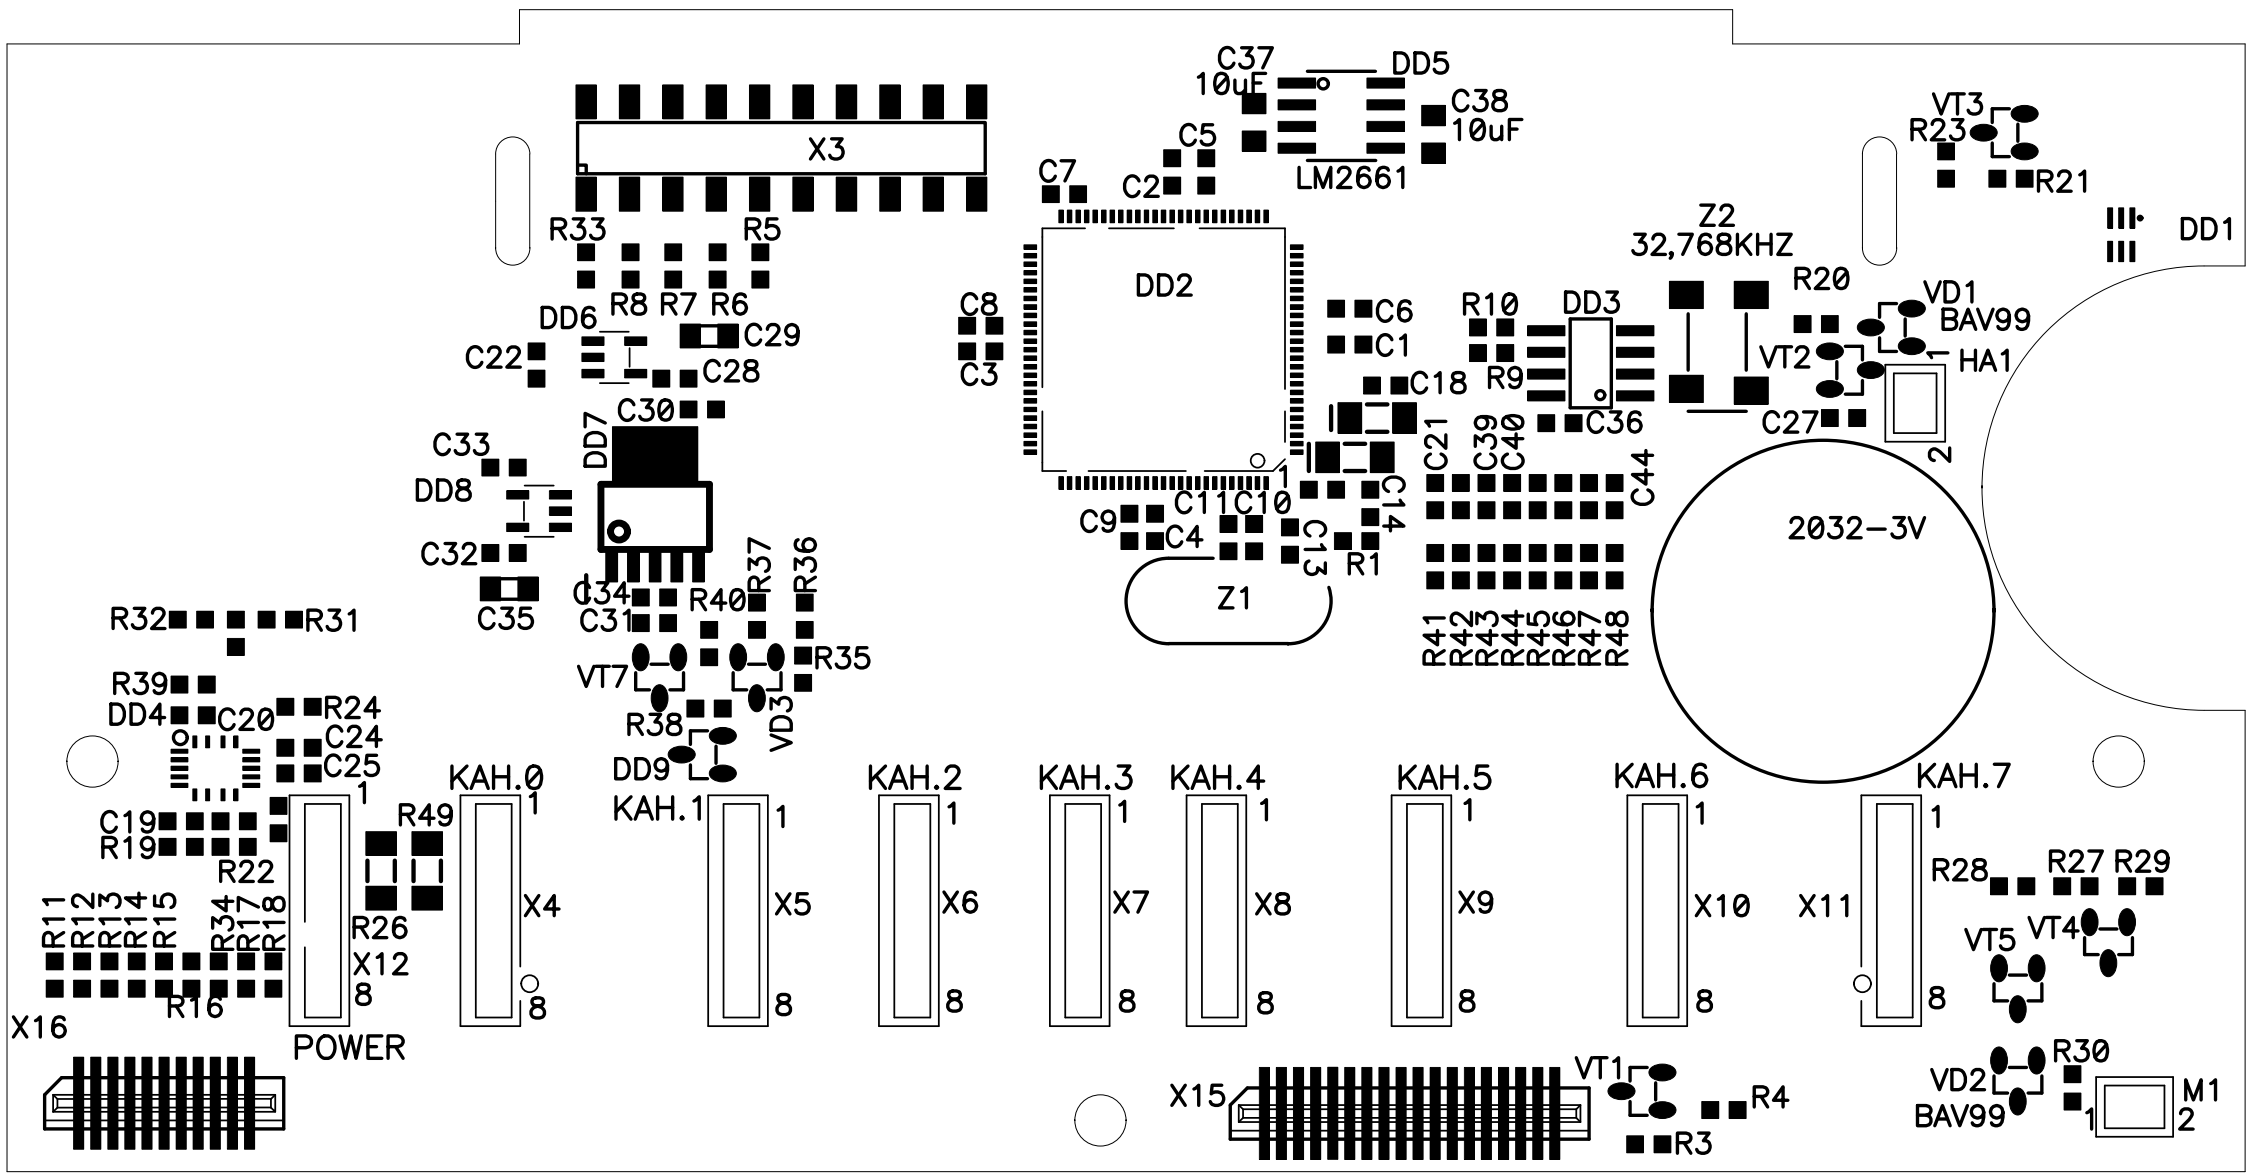 C37
10uF
DD5
C38
10uF
LM2661
C5
C7
C2
X3
VT3
R23
R21
DD1
Z2
32,768KHZ
R33
R5
R8
R7
R6
DD6
C29
C22
C28
C30
DD7
C33
DD8
C32
C35
C34
C31
R40
R37
R36
R35
VT7
R38
VD3
DD9
DD2
1
C8
C3
C6
C1
C18
C14
C11
C10
C9
C4
C13
R1
Z1
R10
R9
DD3
C36
C21
C39
C40
C44
R41
R42
R43
R44
R45
R46
R47
R48
R20
VD1
BAV99
VT2
1
HA1
C27
2
2032-3V
R32
R31
R39
DD4
C20
R24
C24
C25
C19
R19
R22
R49
R26
R11
R12
R13
R14
R15
R34
R17
R18
R16
1
X12
8
POWER
X16
KAH.0
1
X4
8
KAH.1
1
X5
8
KAH.2
1
X6
8
KAH.3
1
X7
8
KAH.4
1
X8
8
KAH.5
1
X9
8
KAH.6
1
X10
8
KAH.7
1
X11
8
R28
R27
R29
VT5
VT4
X15
VT1
R4
R3
VD2
BAV99
R30
1
M1
2